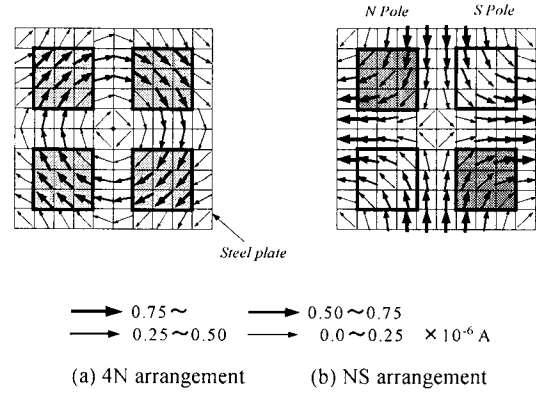 N Pole S Pole
Steel plate
0.75～ 0.50～0.75
0.25～0.50 0.0～0.25 ×10⁻⁶ A
(a) 4N arrangement (b) NS arrangement